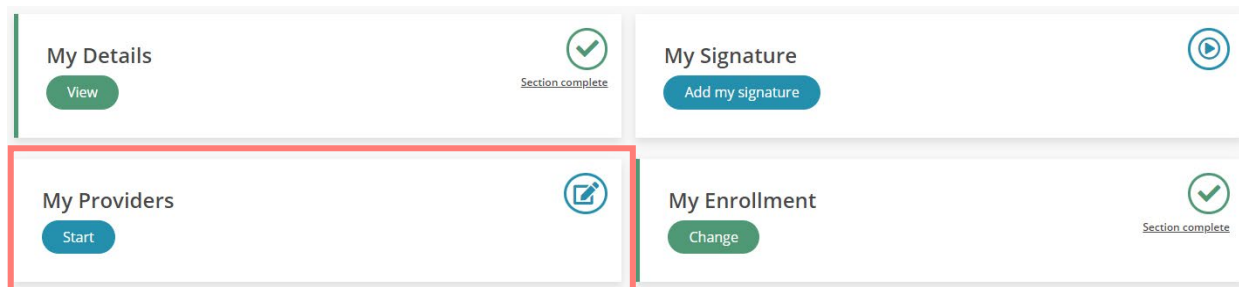 My Details
View
Section complete
My Signature
Add my signature
My Providers
Start
My Enrollment
Change
Section complete